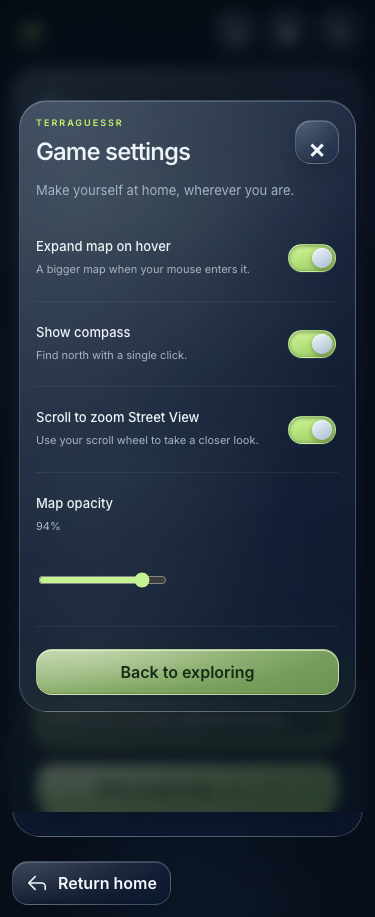 TERRAGUESSR
Game settings
Make yourself at home, wherever you are.
Expand map on hover
A bigger map when your mouse enters it.
Show compass
Find north with a single click.
Scroll to zoom Street View
Use your scroll wheel to take a closer look.
Map opacity
94%
Back to exploring
Return home